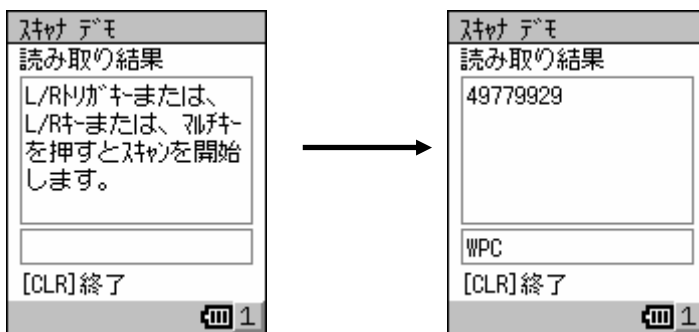 ｽｷｬﾅ ﾃﾞﾓ
読み取り結果
L/Rﾄﾘｶﾞｷｰまたは、
L/Rｷｰまたは、ﾏﾙﾁｷｰ
を押すとｽｷｬﾝを開始
します。
[CLR]終了
1
ｽｷｬﾅ ﾃﾞﾓ
読み取り結果
49779929
WPC
[CLR]終了
1